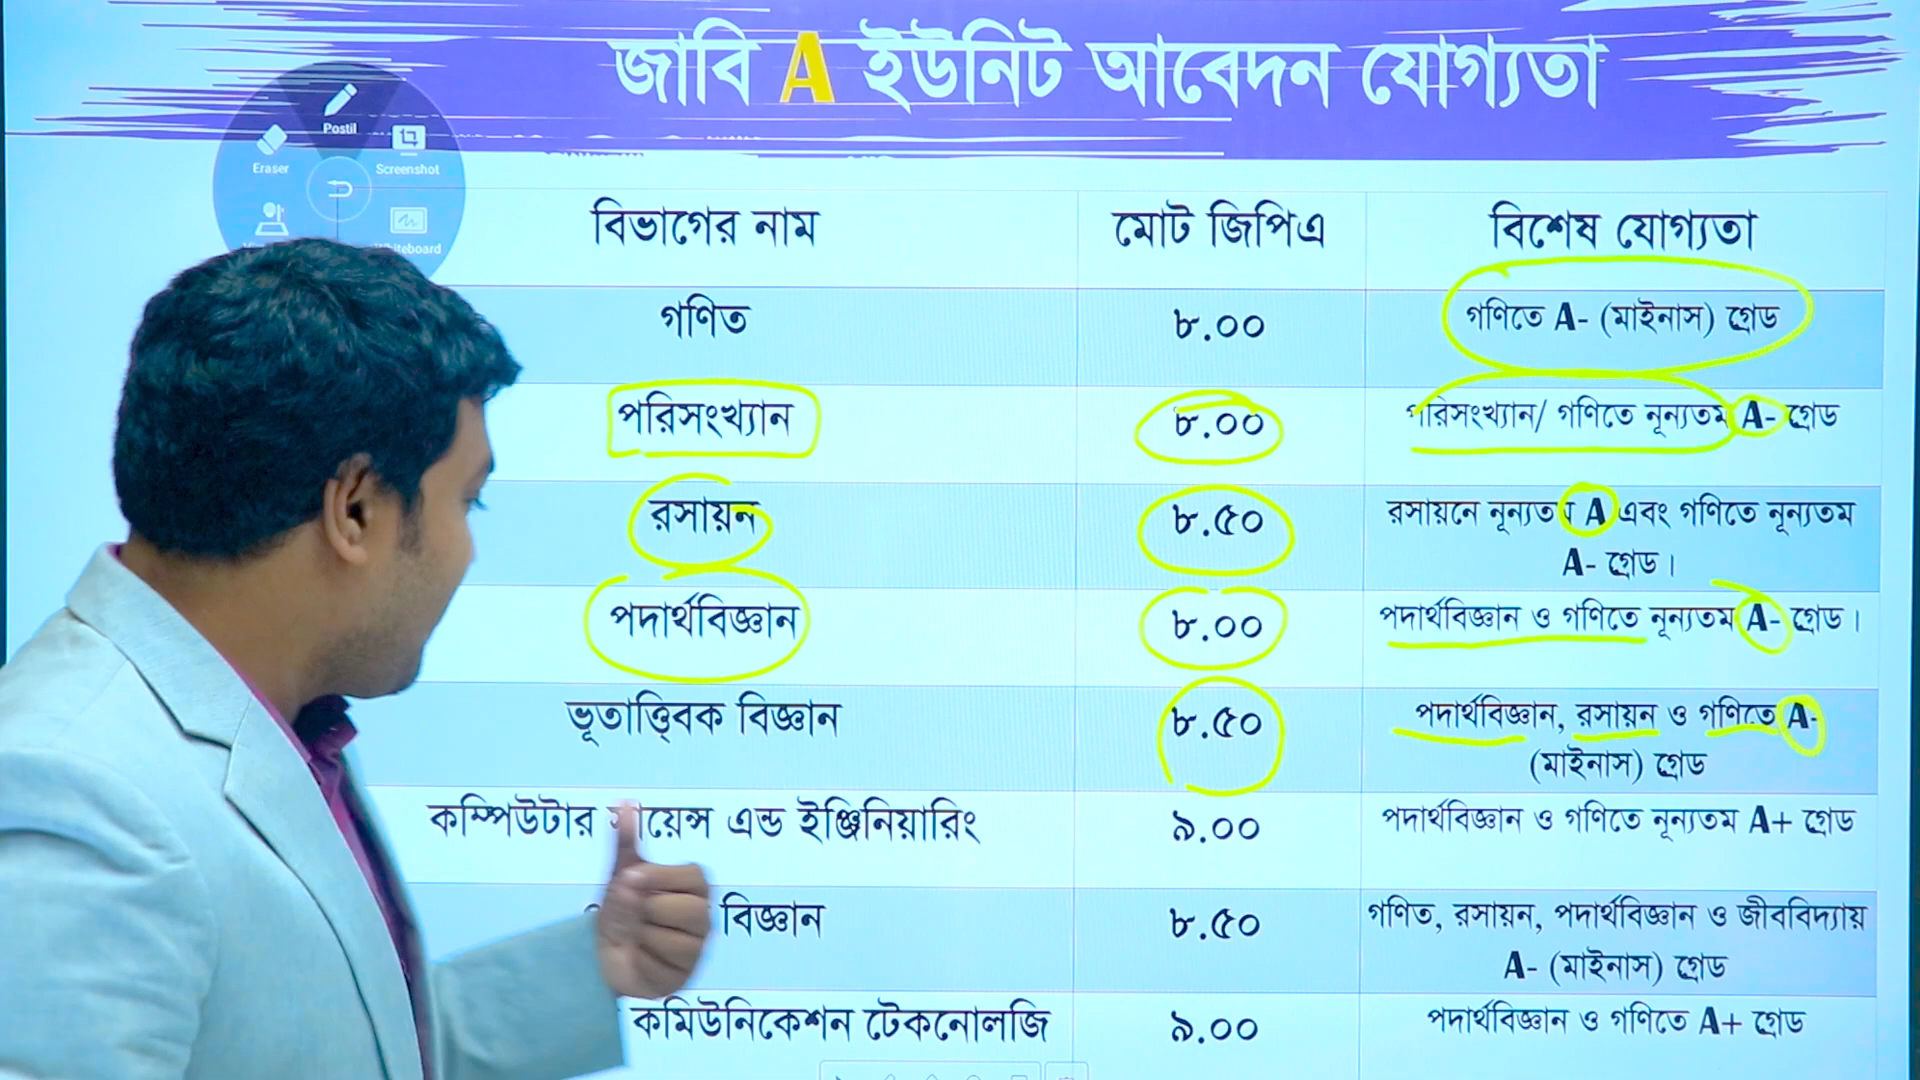 জাবি A ইউনিট আবেদন যোগ্যতা
Postil
Eraser
Screenshot
Whiteboard
বিভাগের নাম মোট জিপিএ বিশেষ যোগ্যতা
গণিত ৮.০০ গণিতে A- (মাইনাস) গ্রেড
পরিসংখ্যান ৮.০০ পরিসংখ্যান/ গণিতে নূন্যতম A- গ্রেড
রসায়ন ৮.৫০ রসায়নে নূন্যতম A এবং গণিতে নূন্যতম
A- গ্রেড।
পদার্থবিজ্ঞান ৮.০০ পদার্থবিজ্ঞান ও গণিতে নূন্যতম A- গ্রেড।
ভূতাত্ত্বিক বিজ্ঞান ৮.৫০ পদার্থবিজ্ঞান, রসায়ন ও গণিতে A-
(মাইনাস) গ্রেড
কম্পিউটার সায়েন্স এন্ড ইঞ্জিনিয়ারিং ৯.০০ পদার্থবিজ্ঞান ও গণিতে নূন্যতম A+ গ্রেড
বিজ্ঞান ৮.৫০ গণিত, রসায়ন, পদার্থবিজ্ঞান ও জীববিদ্যায়
A- (মাইনাস) গ্রেড
কমিউনিকেশন টেকনোলজি ৯.০০ পদার্থবিজ্ঞান ও গণিতে A+ গ্রেড